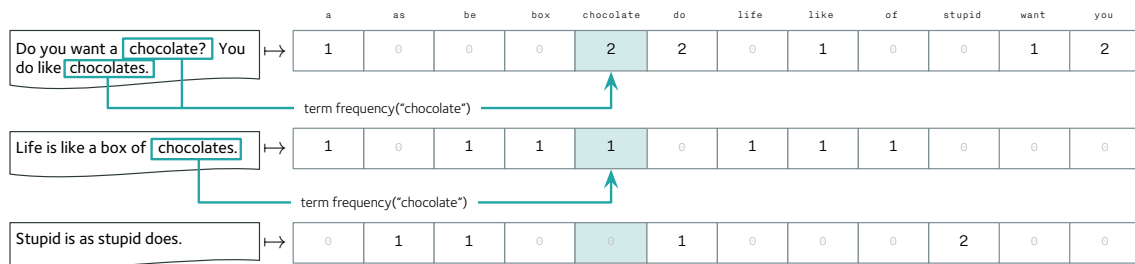 a as be box chocolate do life like of stupid want you
Do you want a chocolate? You
do like chocolates.
↦ 1 0 0 0 2 2 0 1 0 0 1 2
term frequency("chocolate")
Life is like a box of chocolates.
↦ 1 0 1 1 1 0 1 1 1 0 0 0
term frequency("chocolate")
Stupid is as stupid does.
↦ 0 1 1 0 0 1 0 0 0 2 0 0